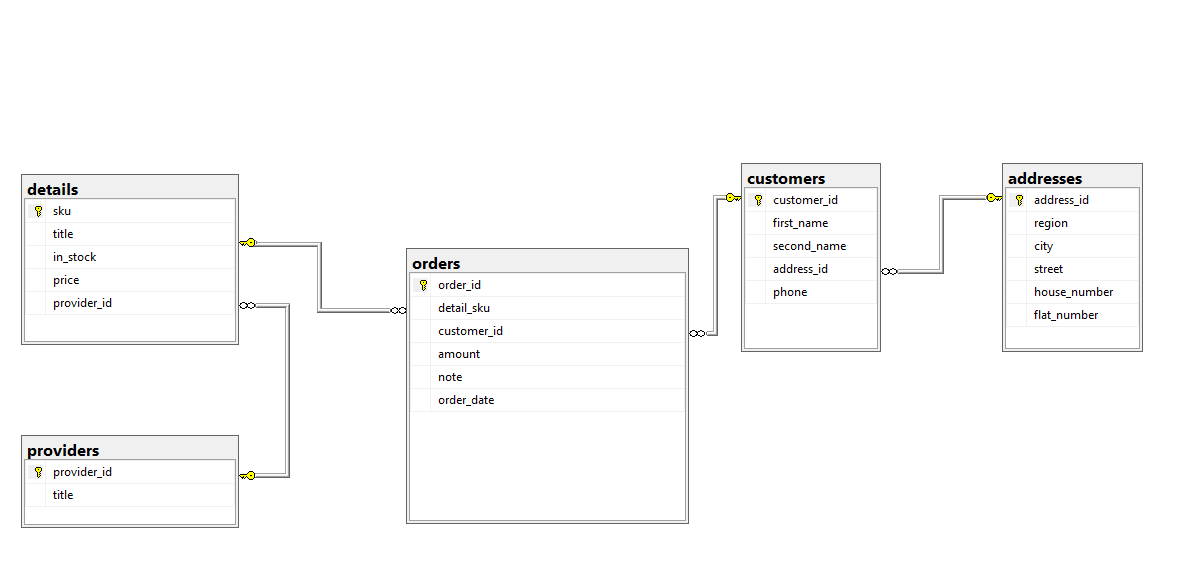 details
sku
title
in_stock
price
provider_id
providers
provider_id
title
orders
order_id
detail_sku
customer_id
amount
note
order_date
customers
customer_id
first_name
second_name
address_id
phone
addresses
address_id
region
city
street
house_number
flat_number